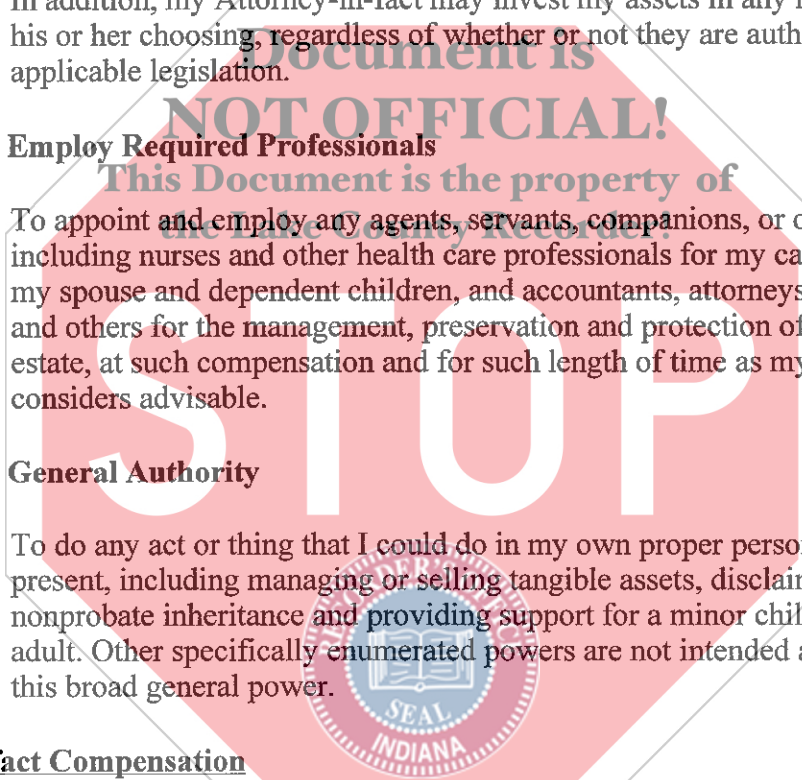 In addition, my Attorney-in-fact may invest my assets in any
his or her choosing, regardless of whether or not they are auth
applicable legislation.
Document is
NOT OFFICIAL!
Employ Required Professionals
This Document is the property of
the Lake County Recorder!
To appoint and employ any agents, servants, companions, or o
including nurses and other health care professionals for my ca
my spouse and dependent children, and accountants, attorneys
and others for the management, preservation and protection of
estate, at such compensation and for such length of time as my
considers advisable.
STOP
General Authority
To do any act or thing that I could do in my own proper perso
present, including managing or selling tangible assets, disclaim
nonprobate inheritance and providing support for a minor chil
adult. Other specifically enumerated powers are not intended a
this broad general power.
RECORDER'S OFFICE
SEAL
INDIANA
act Compensation